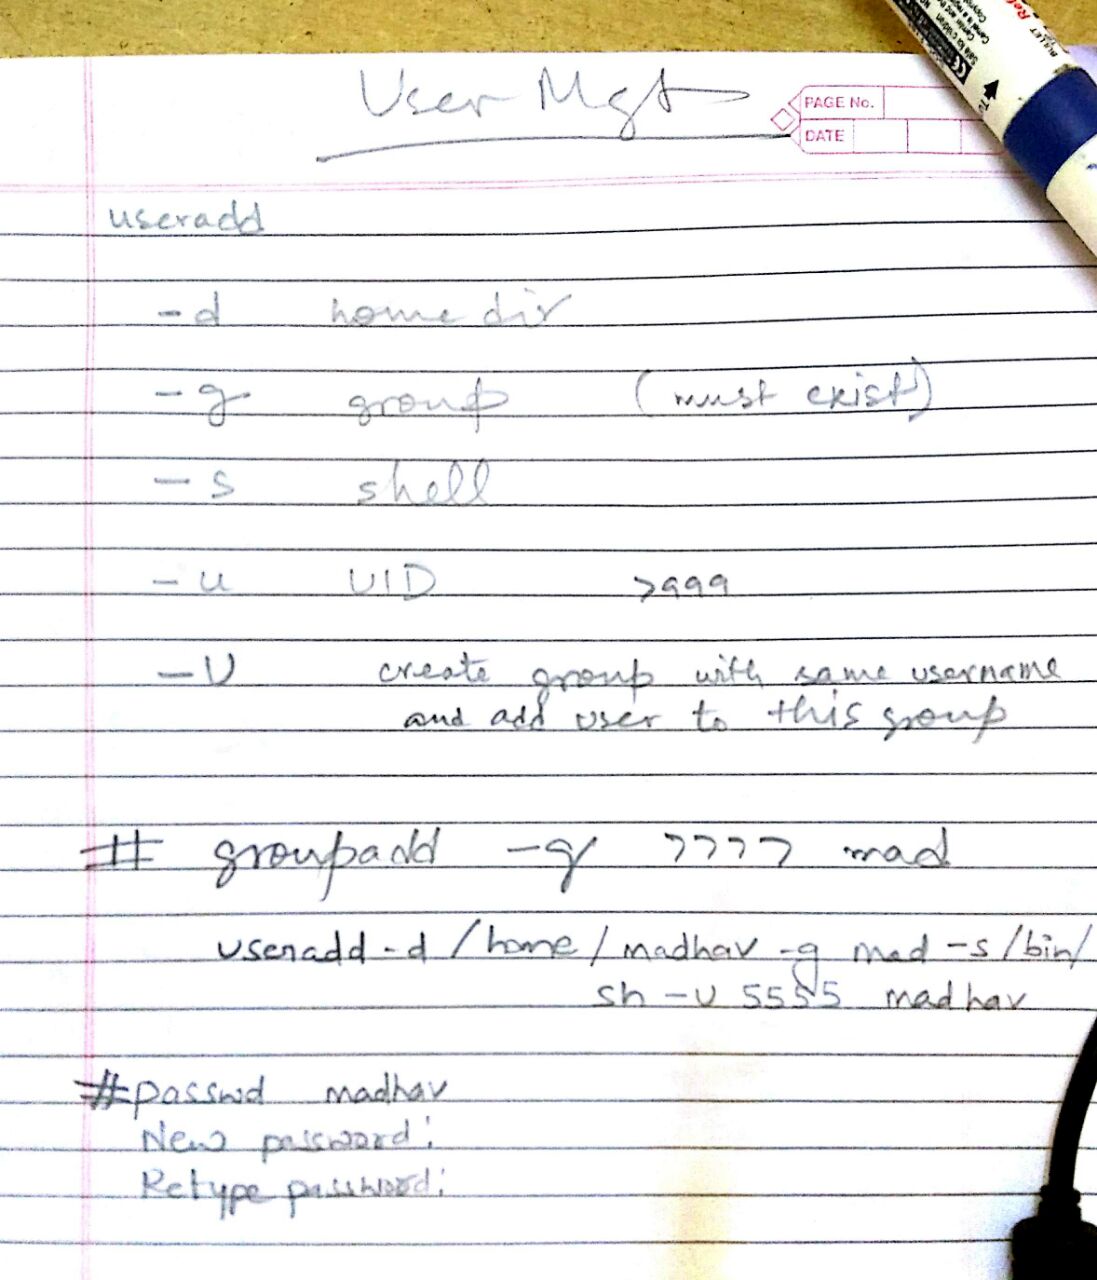 User Mgt
PAGE No.
DATE
useradd
-d home dir
-g group (must exist)
-s shell
-u UID >999
-U create group with same username
and add user to this group
# groupadd -g 7777 mad
useradd -d /home/madhav -g mad -s /bin/
sh -u 5555 madhav
#passwd madhav
New password:
Retype password: